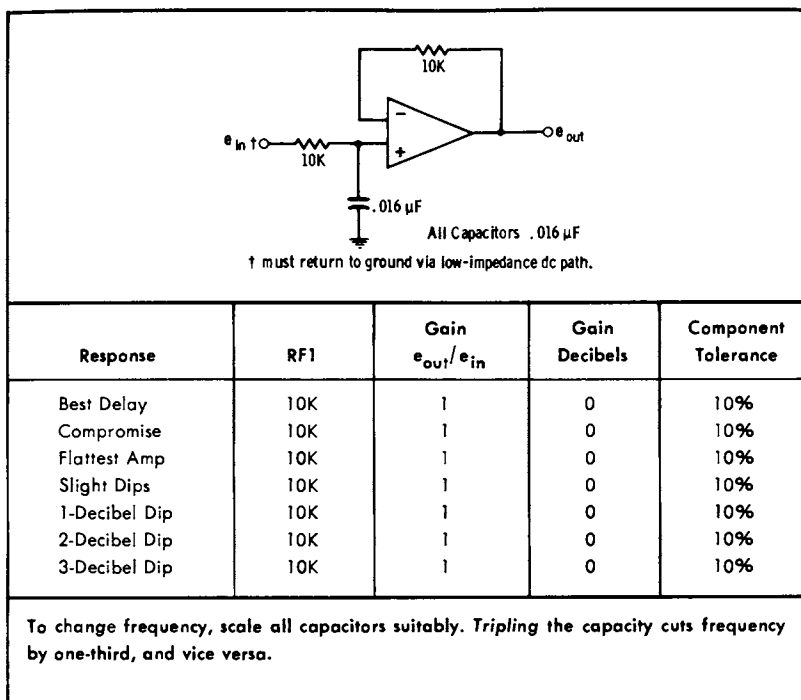 10K
e in † 10K - + e out
.016 µF
All Capacitors .016 µF
† must return to ground via low-impedance dc path.
Response RF1 Gain e out/e in Gain Decibels Component Tolerance
Best Delay 10K 1 0 10%
Compromise 10K 1 0 10%
Flattest Amp 10K 1 0 10%
Slight Dips 10K 1 0 10%
1-Decibel Dip 10K 1 0 10%
2-Decibel Dip 10K 1 0 10%
3-Decibel Dip 10K 1 0 10%
To change frequency, scale all capacitors suitably. Tripling the capacity cuts frequency
by one-third, and vice versa.